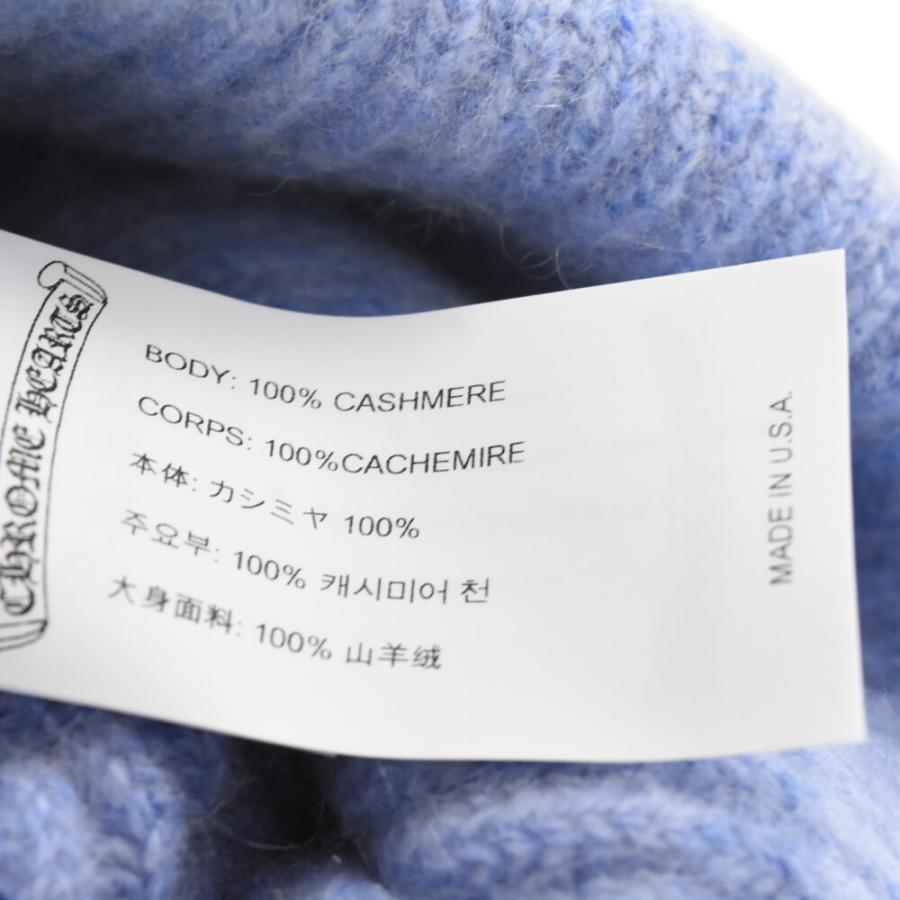 CHROME HEARTS
BODY: 100% CASHMERE
CORPS: 100%CACHEMIRE
本体: カシミヤ 100%
주요부: 100% 캐시미어 천
大身面料: 100% 山羊绒
MADE IN U.S.A.